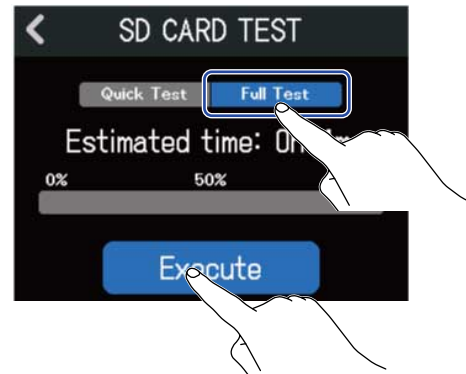 SD CARD TEST
Quick Test Full Test
Estimated time:
0% 50%
Execute